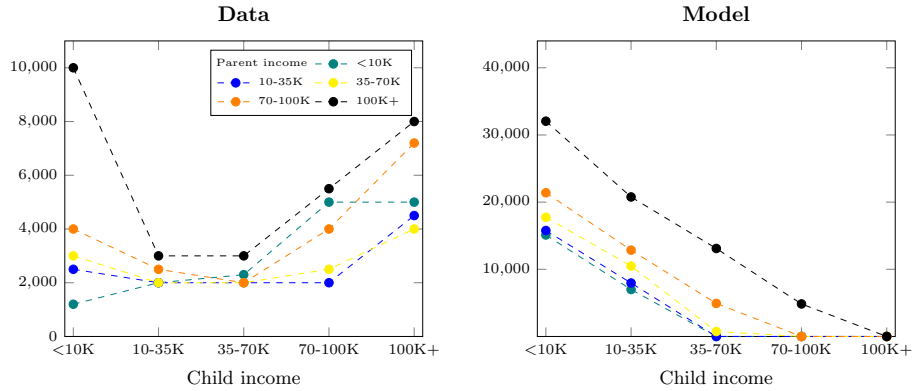 Data
10,000
8,000
6,000
4,000
2,000
0
<10K 10-35K 35-70K 70-100K 100K+
Child income
Parent income <10K
10-35K 35-70K
70-100K 100K+
Model
40,000
30,000
20,000
10,000
<10K 10-35K 35-70K 70-100K 100K+
Child income